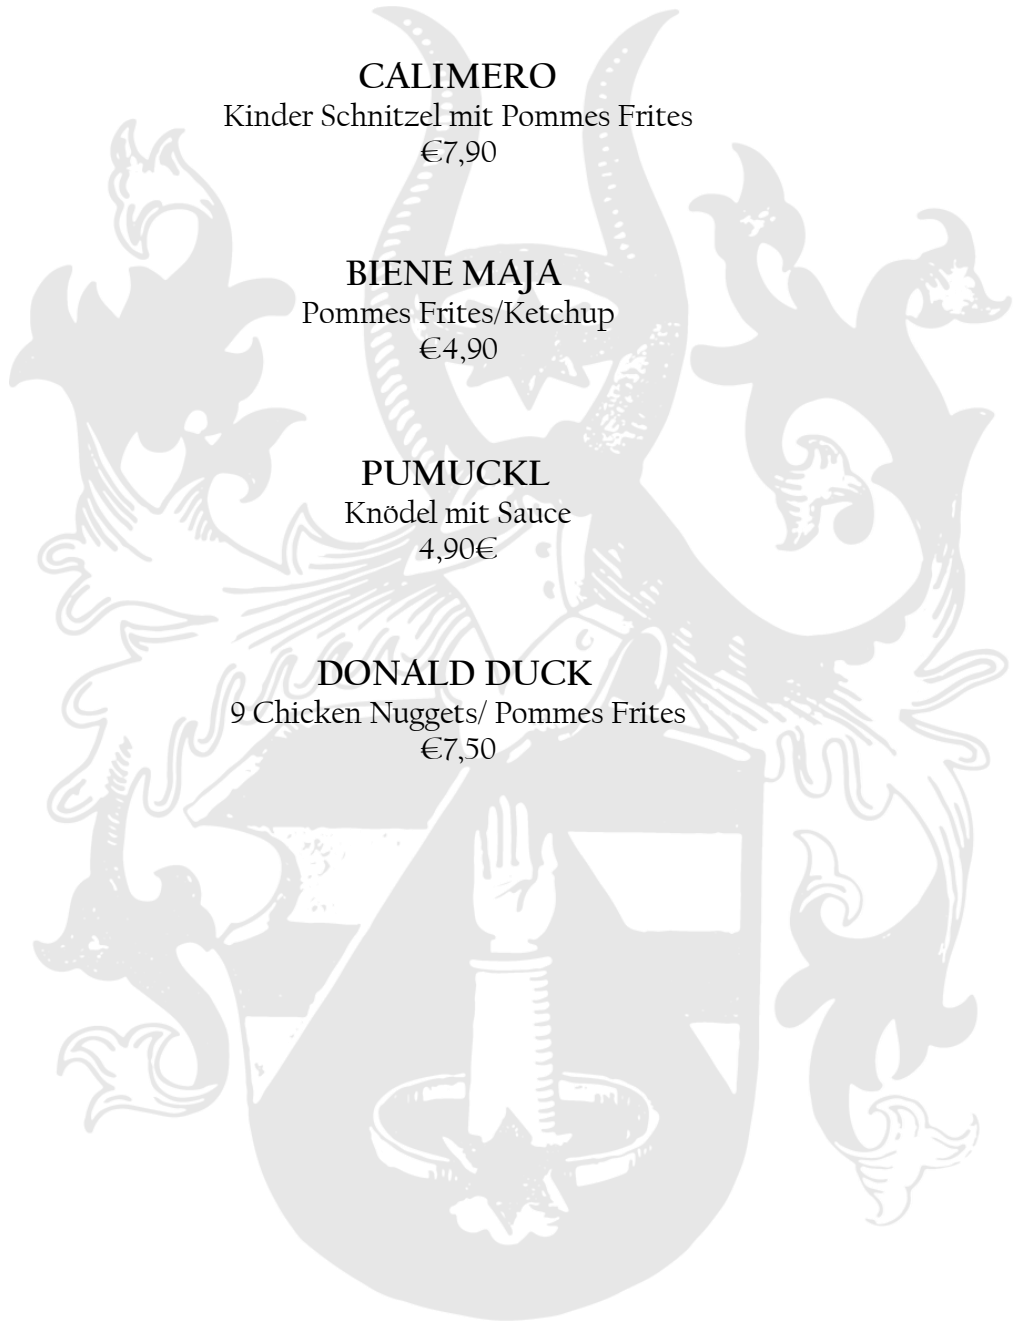 CALIMERO
Kinder Schnitzel mit Pommes Frites
€7,90
BIENE MAJA
Pommes Frites/Ketchup
€4,90
PUMUCKL
Knödel mit Sauce
4,90€
DONALD DUCK
9 Chicken Nuggets/ Pommes Frites
€7,50